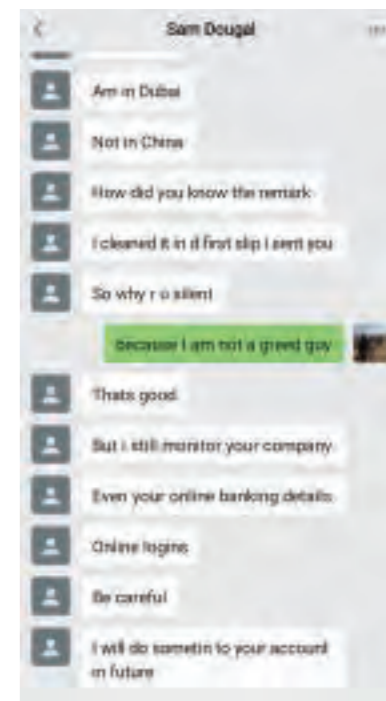 Sam Dougal
Am in Dubai
Not in China
How did you know the remark
I cleaned it in d first slip I sent you
So why r o silent
because I am not a greed guy
Thats good.
But i still monitor your company
Even your online banking details
Online logins
Be careful
I will do sometin to your account
in future